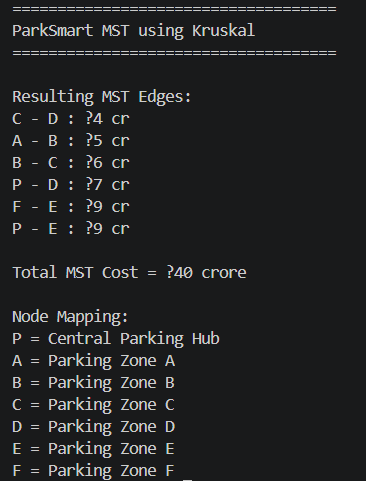 ====================================
ParkSmart MST using Kruskal
====================================
Resulting MST Edges:
C - D : ?4 cr
A - B : ?5 cr
B - C : ?6 cr
P - D : ?7 cr
F - E : ?9 cr
P - E : ?9 cr
Total MST Cost = ?40 crore
Node Mapping:
P = Central Parking Hub
A = Parking Zone A
B = Parking Zone B
C = Parking Zone C
D = Parking Zone D
E = Parking Zone E
F = Parking Zone F